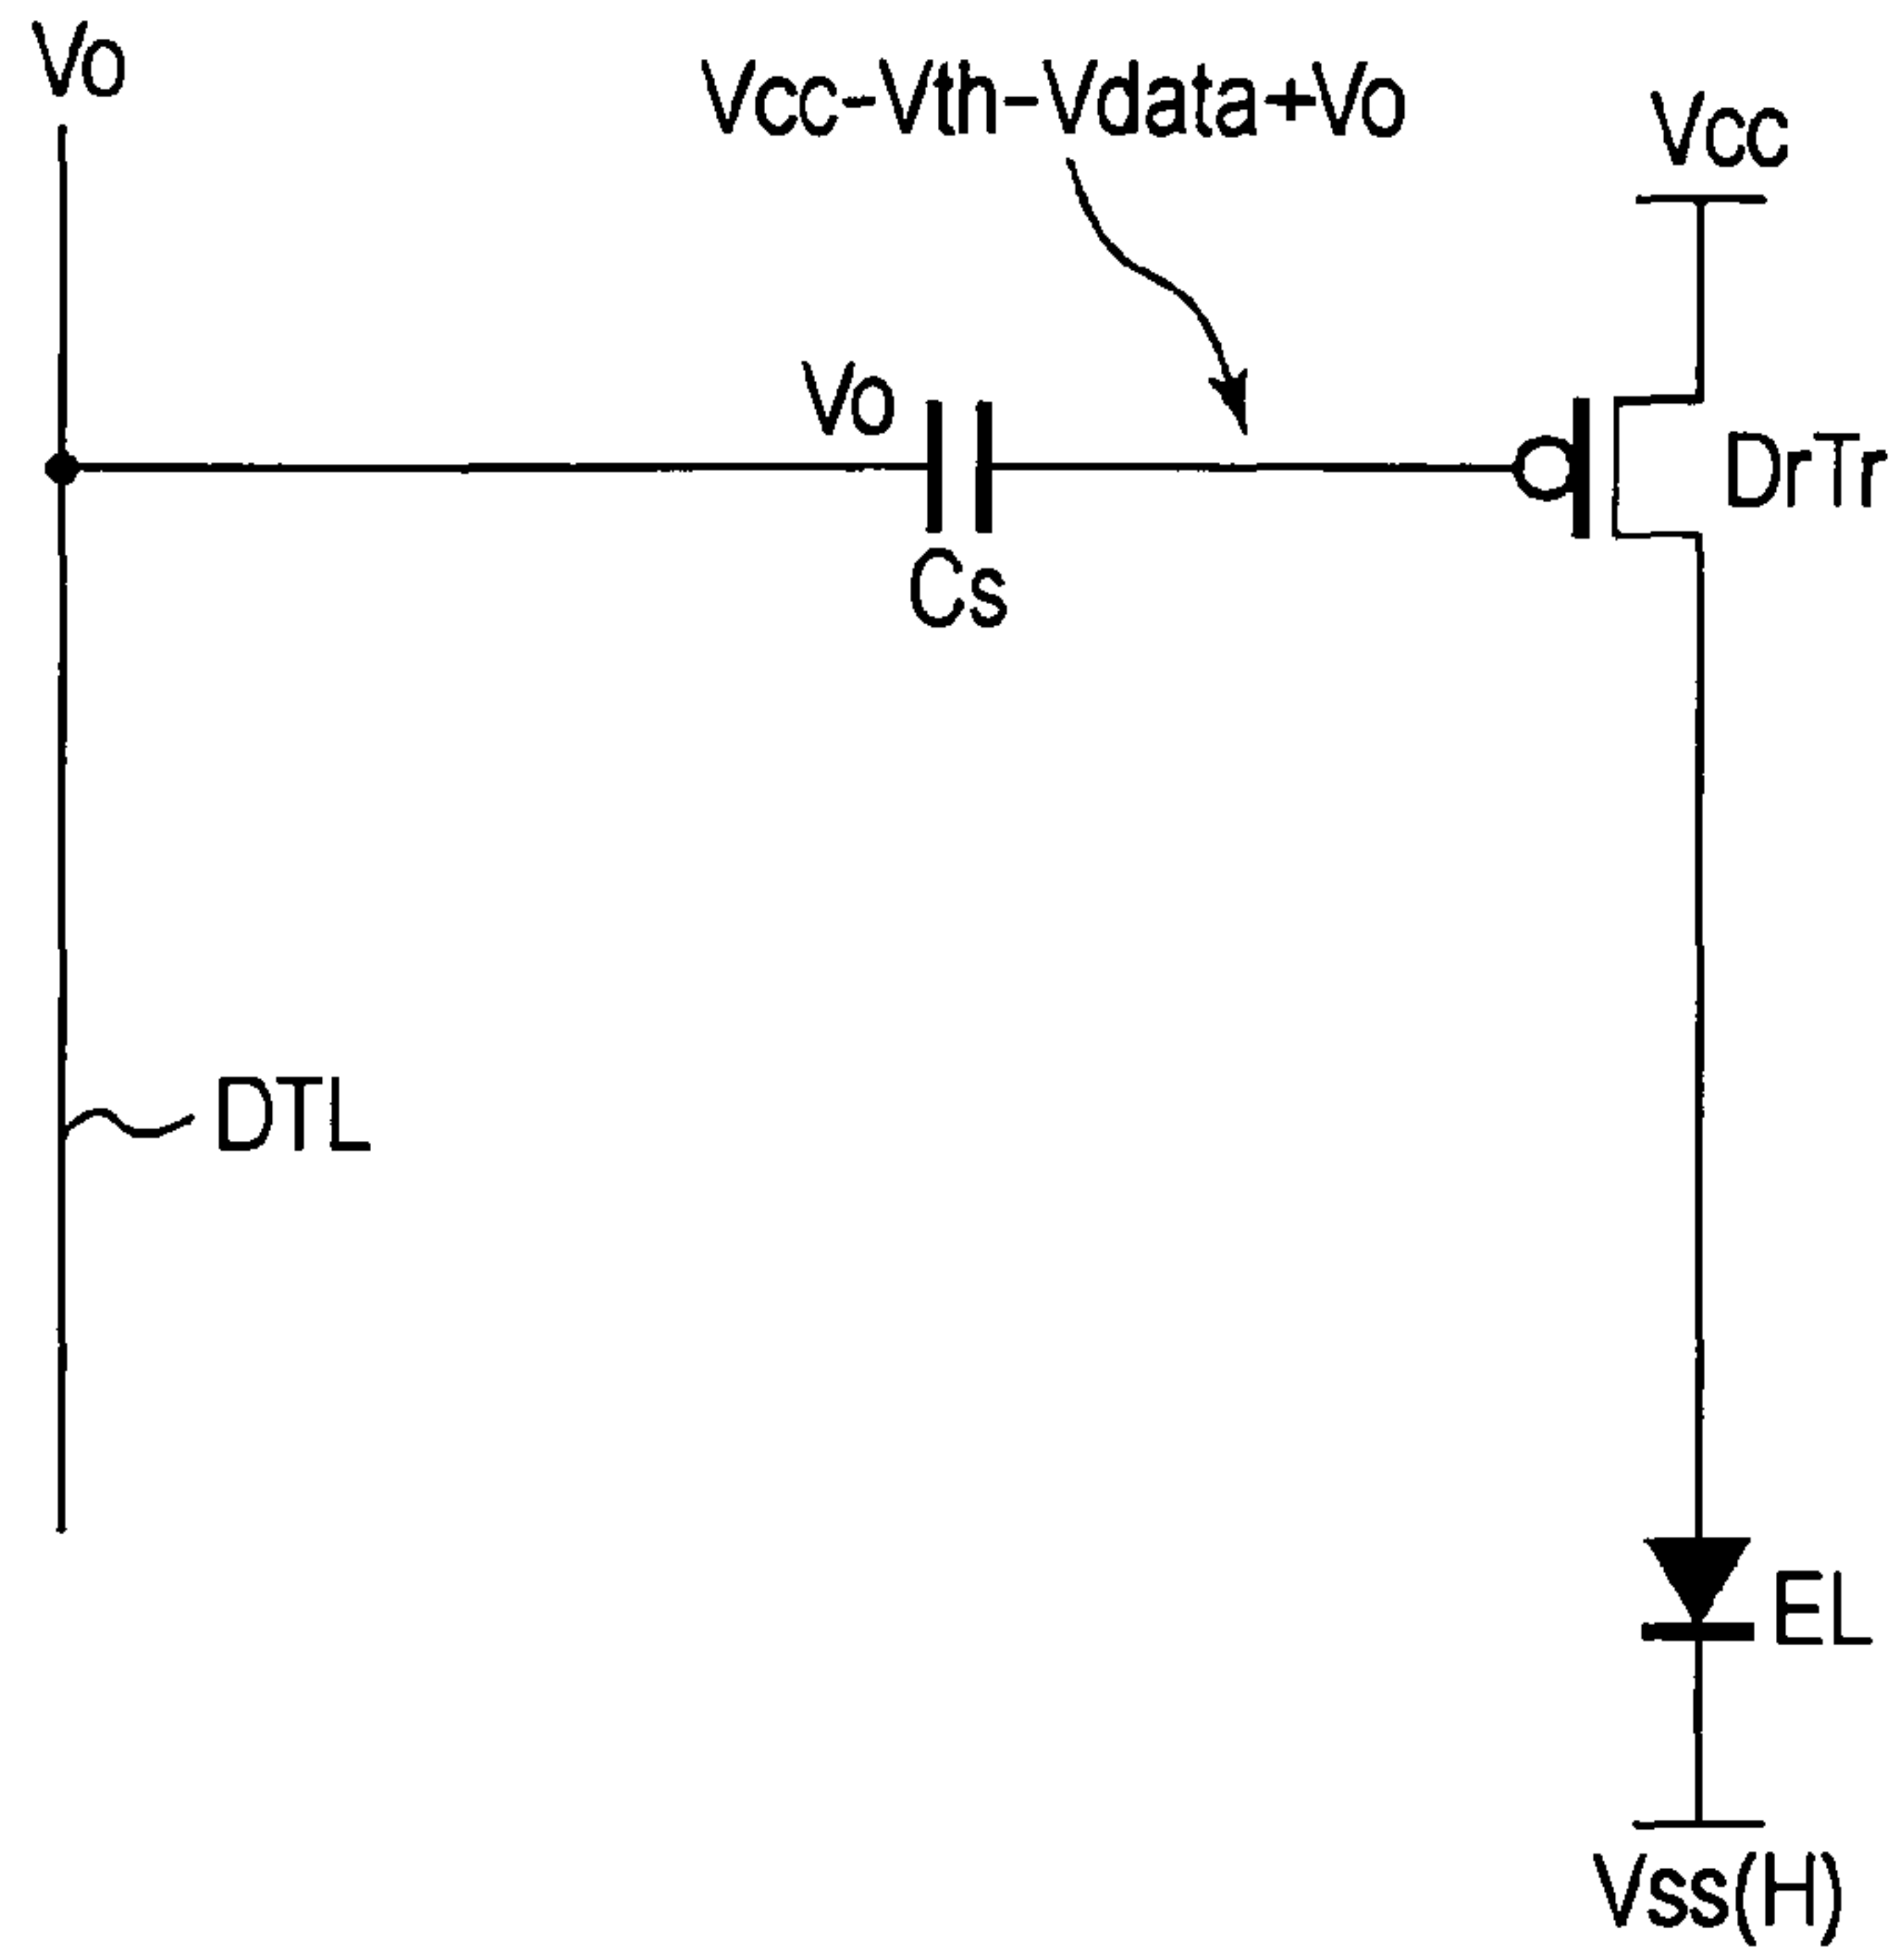 Vo
Vcc-Vth-Vdata+Vo
Vcc
Vo
DrTr
Cs
DTL
EL
Vss(H)